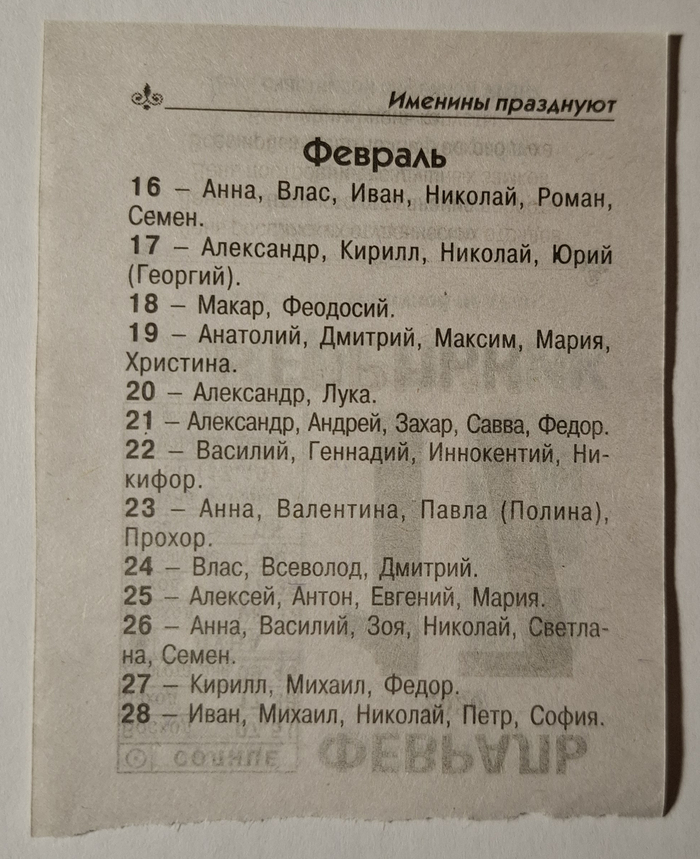 Именины празднуют
Февраль
16 – Анна, Влас, Иван, Николай, Роман,
Семен.
17 – Александр, Кирилл, Николай, Юрий
(Георгий).
18 – Макар, Феодосий.
19 – Анатолий, Дмитрий, Максим, Мария,
Христина.
20 – Александр, Лука.
21 – Александр, Андрей, Захар, Савва, Федор.
22 – Василий, Геннадий, Иннокентий, Ни-
кифор.
23 – Анна, Валентина, Павла (Полина),
Прохор.
24 – Влас, Всеволод, Дмитрий.
25 – Алексей, Антон, Евгений, Мария.
26 – Анна, Василий, Зоя, Николай, Светла-
на, Семен.
27 – Кирилл, Михаил, Федор.
28 – Иван, Михаил, Николай, Петр, София.
ФЕВРАЛЬ
СОЛНЦЕ